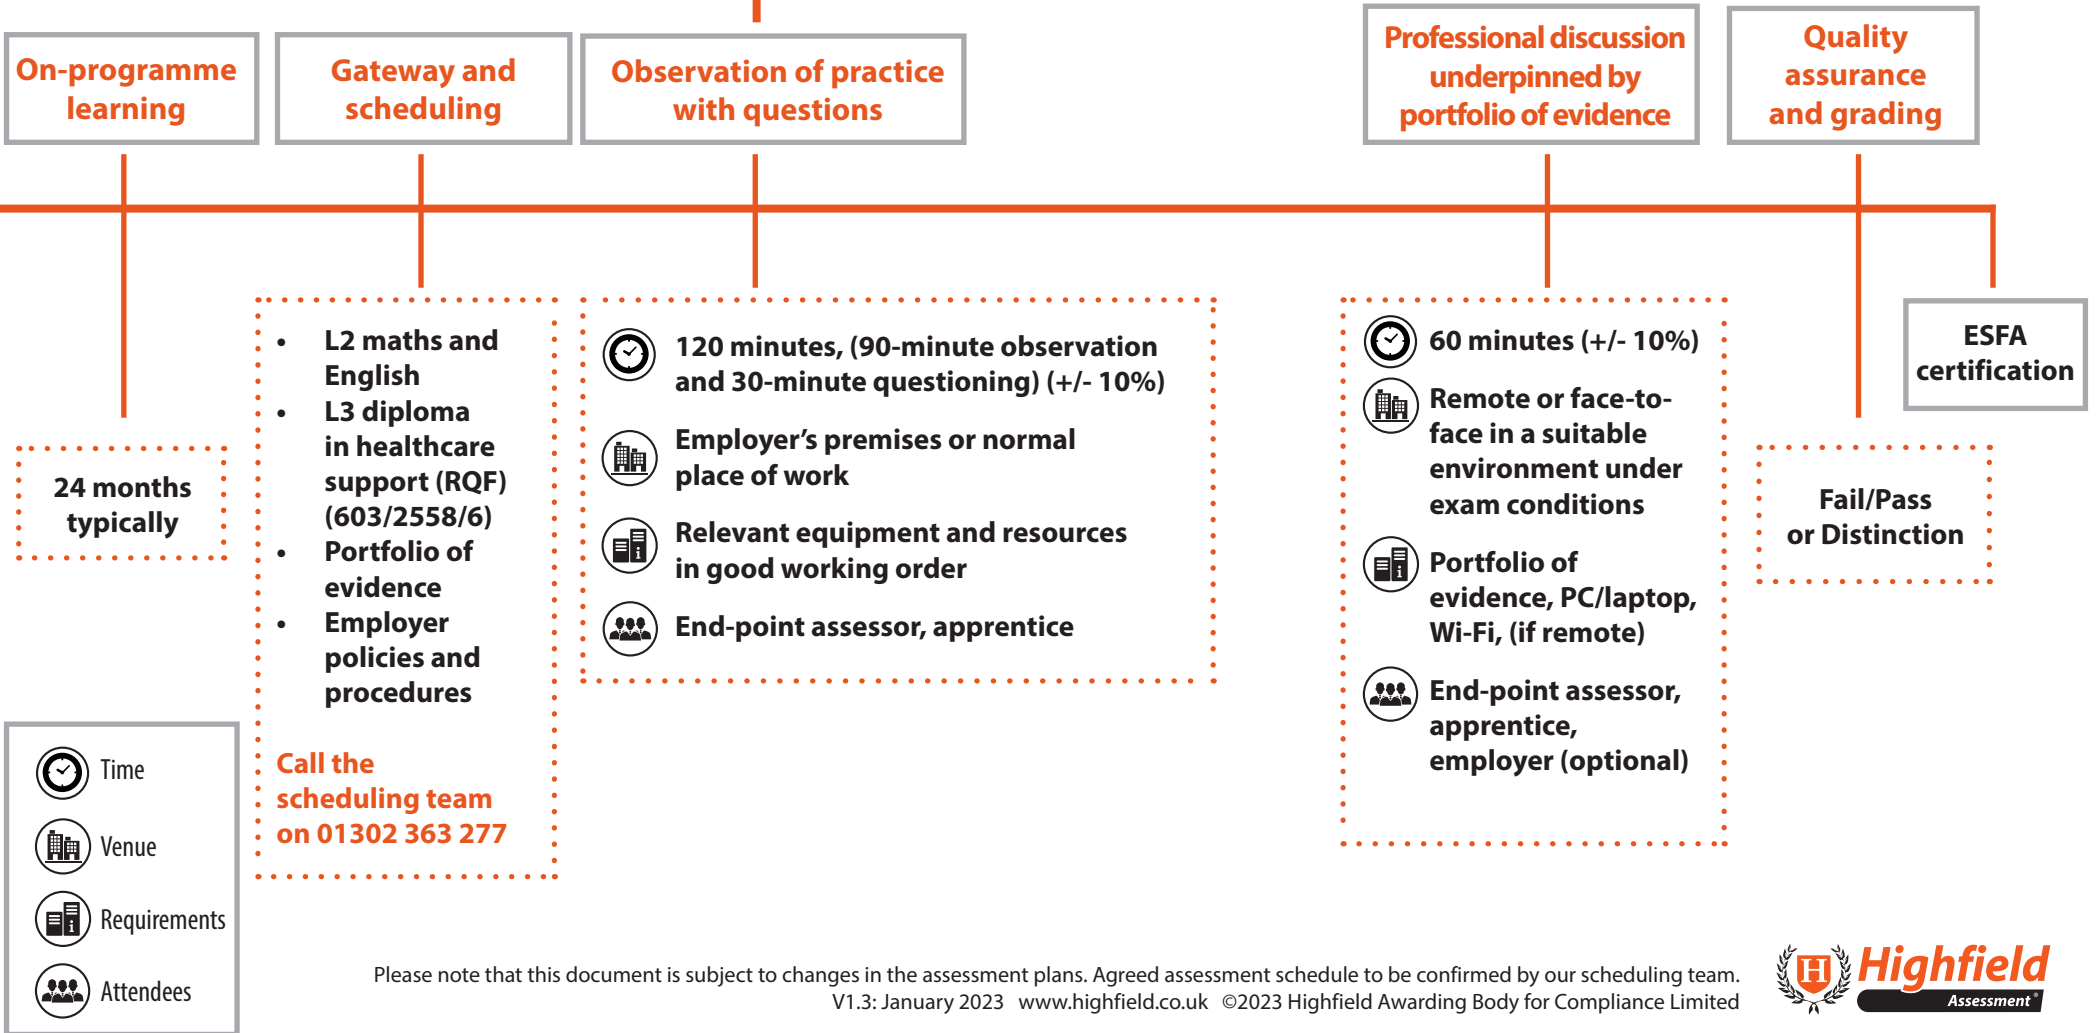 On-programme
learning
Gateway and
scheduling
Observation of practice
with questions
Professional discussion
underpinned by
portfolio of evidence
Quality
assurance
and grading
24 months
typically
• L2 maths and
English
• L3 diploma
in healthcare
support (RQF)
(603/2558/6)
• Portfolio of
evidence
• Employer
policies and
procedures
Call the
scheduling team
on 01302 363 277
120 minutes, (90-minute observation
and 30-minute questioning) (+/- 10%)
Employer's premises or normal
place of work
Relevant equipment and resources
in good working order
End-point assessor, apprentice
60 minutes (+/- 10%)
Remote or face-to-
face in a suitable
environment under
exam conditions
Portfolio of
evidence, PC/laptop,
Wi-Fi, (if remote)
End-point assessor,
apprentice,
employer (optional)
Fail/Pass
or Distinction
ESFA
certification
Time
Venue
Requirements
Attendees
Please note that this document is subject to changes in the assessment plans. Agreed assessment schedule to be confirmed by our scheduling team.
V1.3: January 2023 www.highfield.co.uk ©2023 Highfield Awarding Body for Compliance Limited
H
Highfield
Assessment®